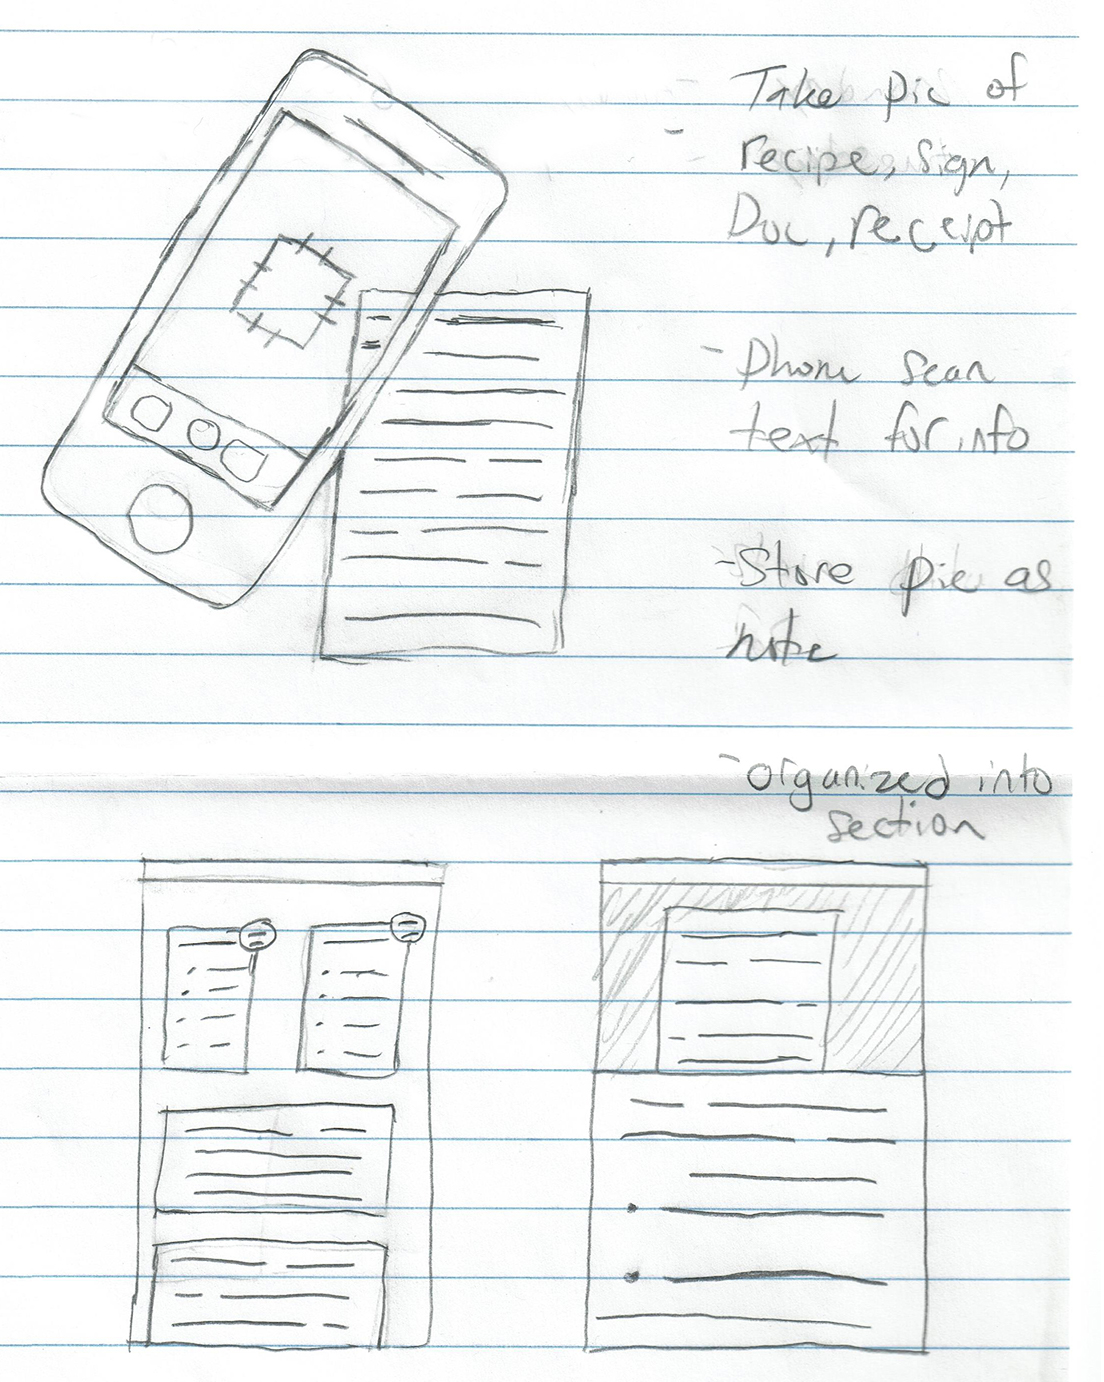 Take pic of
- recipe, sign,
Doc, receipt
- phone scan
text for info
- Store pic as
note
- organized into
section